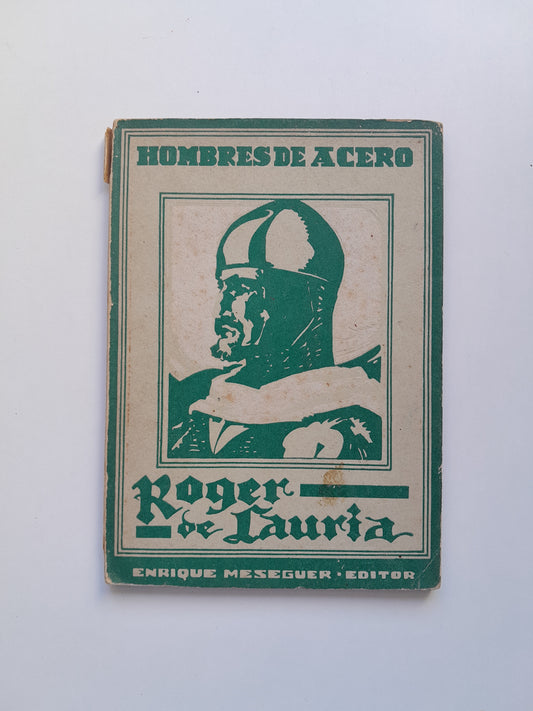 HOMBRES DE ACERO
Roger
de Lauria
ENRIQUE MESEGUER · EDITOR